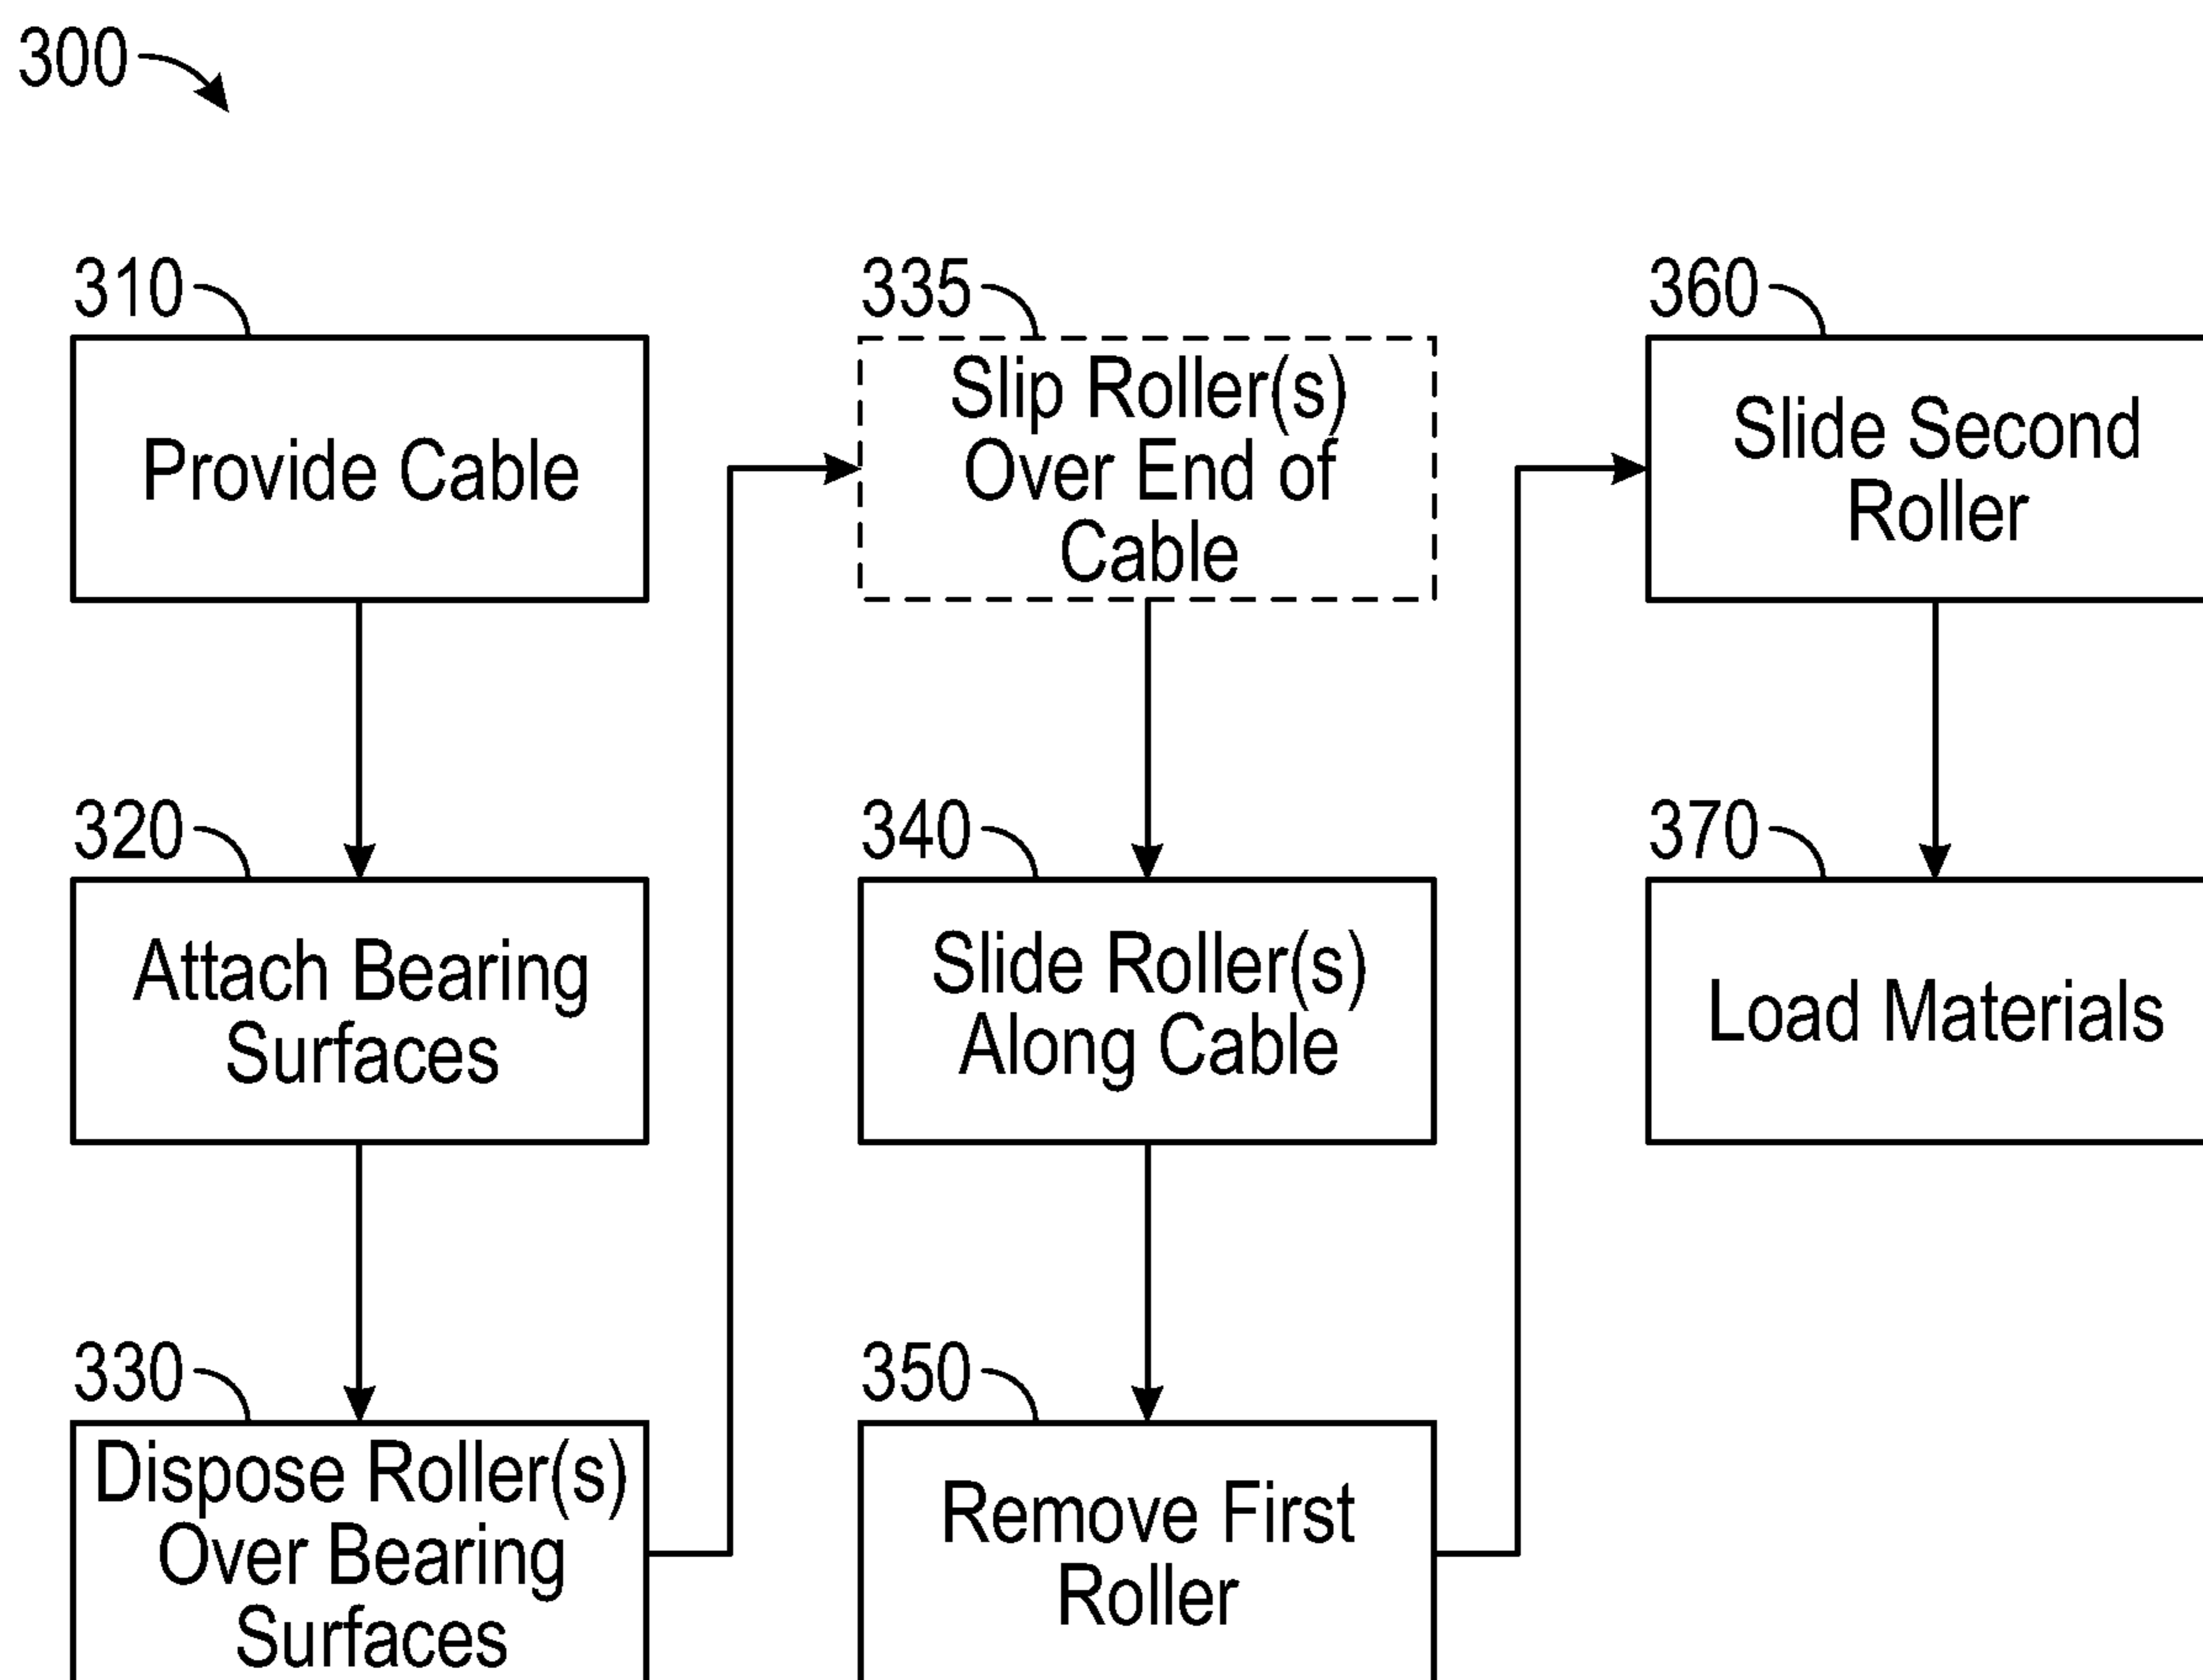 300
310
Provide Cable
320
Attach Bearing
Surfaces
330
Dispose Roller(s)
Over Bearing
Surfaces
335
Slip Roller(s)
Over End of
Cable
340
Slide Roller(s)
Along Cable
350
Remove First
Roller
360
Slide Second
Roller
370
Load Materials